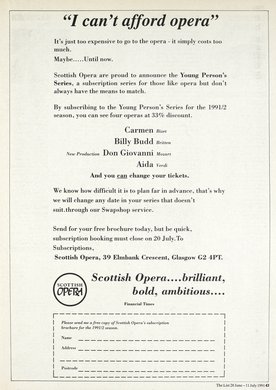 "I can't afford opera"
It's just too expensive to go to the opera - it simply costs too
much.
Maybe.....Until now.
Scottish Opera are proud to announce the Young Person's
Series, a subscription series for those like opera but don't
always have the means to match.
By subscribing to the Young Person's Series for the 1991/2
season, you can see four operas at 33% discount.
Carmen Bizet
Billy Budd Britten
New Production Don Giovanni Mozart
Aida Verdi
And you can change your tickets.
We know how difficult it is to plan far in advance, that's why
we will change any date in your series that doesn't
suit.through our Swapshop service.
Send for your free brochure today, but be quick,
subscription booking must close on 20 July.To
Subscriptions,
Scottish Opera, 39 Elmbank Crescent, Glasgow G2 4PT.
SCOTTISH
OPERA
Scottish Opera....brilliant,
bold, ambitious....
Financial Times
Please send me a free copy of Scottish Opera's subscription
brochure for the 1991/2 season.
Name
Address
Postcode
The List 28 June – 11 July 1991 43